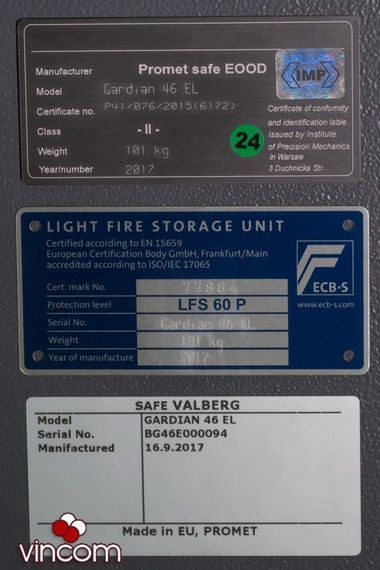 Manufacturer Promet safe EOOD
Model Gardian 46 EL
Certificate no. P41/076/2015(6172)
Class - II -
Weight 101 kg
Year/number 2017
IMP
24
Certificate of conformity
and identification lable
issued by Institute
of Precision Mechanics
in Warsaw
3 Duchnicka Str.
LIGHT FIRE STORAGE UNIT
Certified according to EN 15659
European Certification Body GmbH, Frankfurt/Main
accredited according to ISO/IEC 17065
Cert. mark No. 77884
Protection level LFS 60 P
Serial No. Gardian 46 EL
Weight 101 kg
Year of manufacture 2017
ECB·S
www.ecb-s.com
SAFE VALBERG
Model GARDIAN 46 EL
Serial No. BG46E000094
Manifactured 16.9.2017
Made in EU, PROMET
vincom